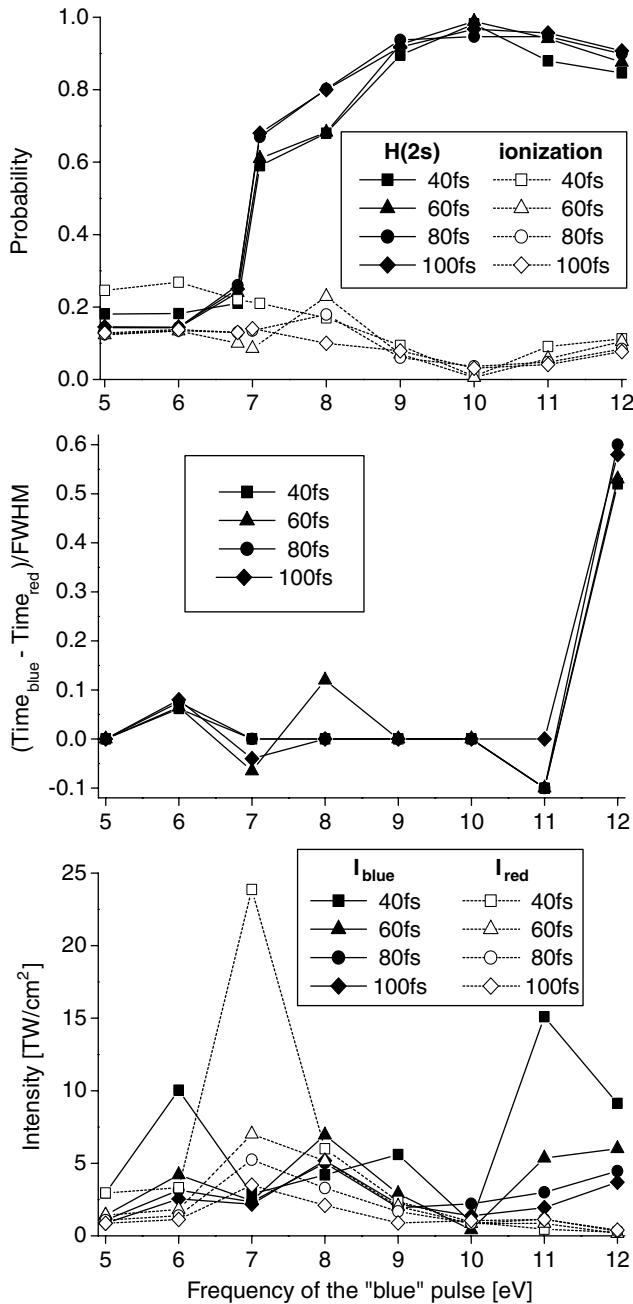 1.0
0.8
0.6
0.4
0.2
0.0
Probability
H(2s) ionization
40fs 40fs
60fs 60fs
80fs 80fs
100fs 100fs
5 6 7 8 9 10 11 12
0.6
0.5
0.4
0.3
0.2
0.1
0.0
-0.1
(Time_blue - Time_red)/FWHM
40fs
60fs
80fs
100fs
5 6 7 8 9 10 11 12
25
20
15
10
5
0
Intensity [TW/cm²]
I_blue I_red
40fs 40fs
60fs 60fs
80fs 80fs
100fs 100fs
5 6 7 8 9 10 11 12
Frequency of the "blue" pulse [eV]